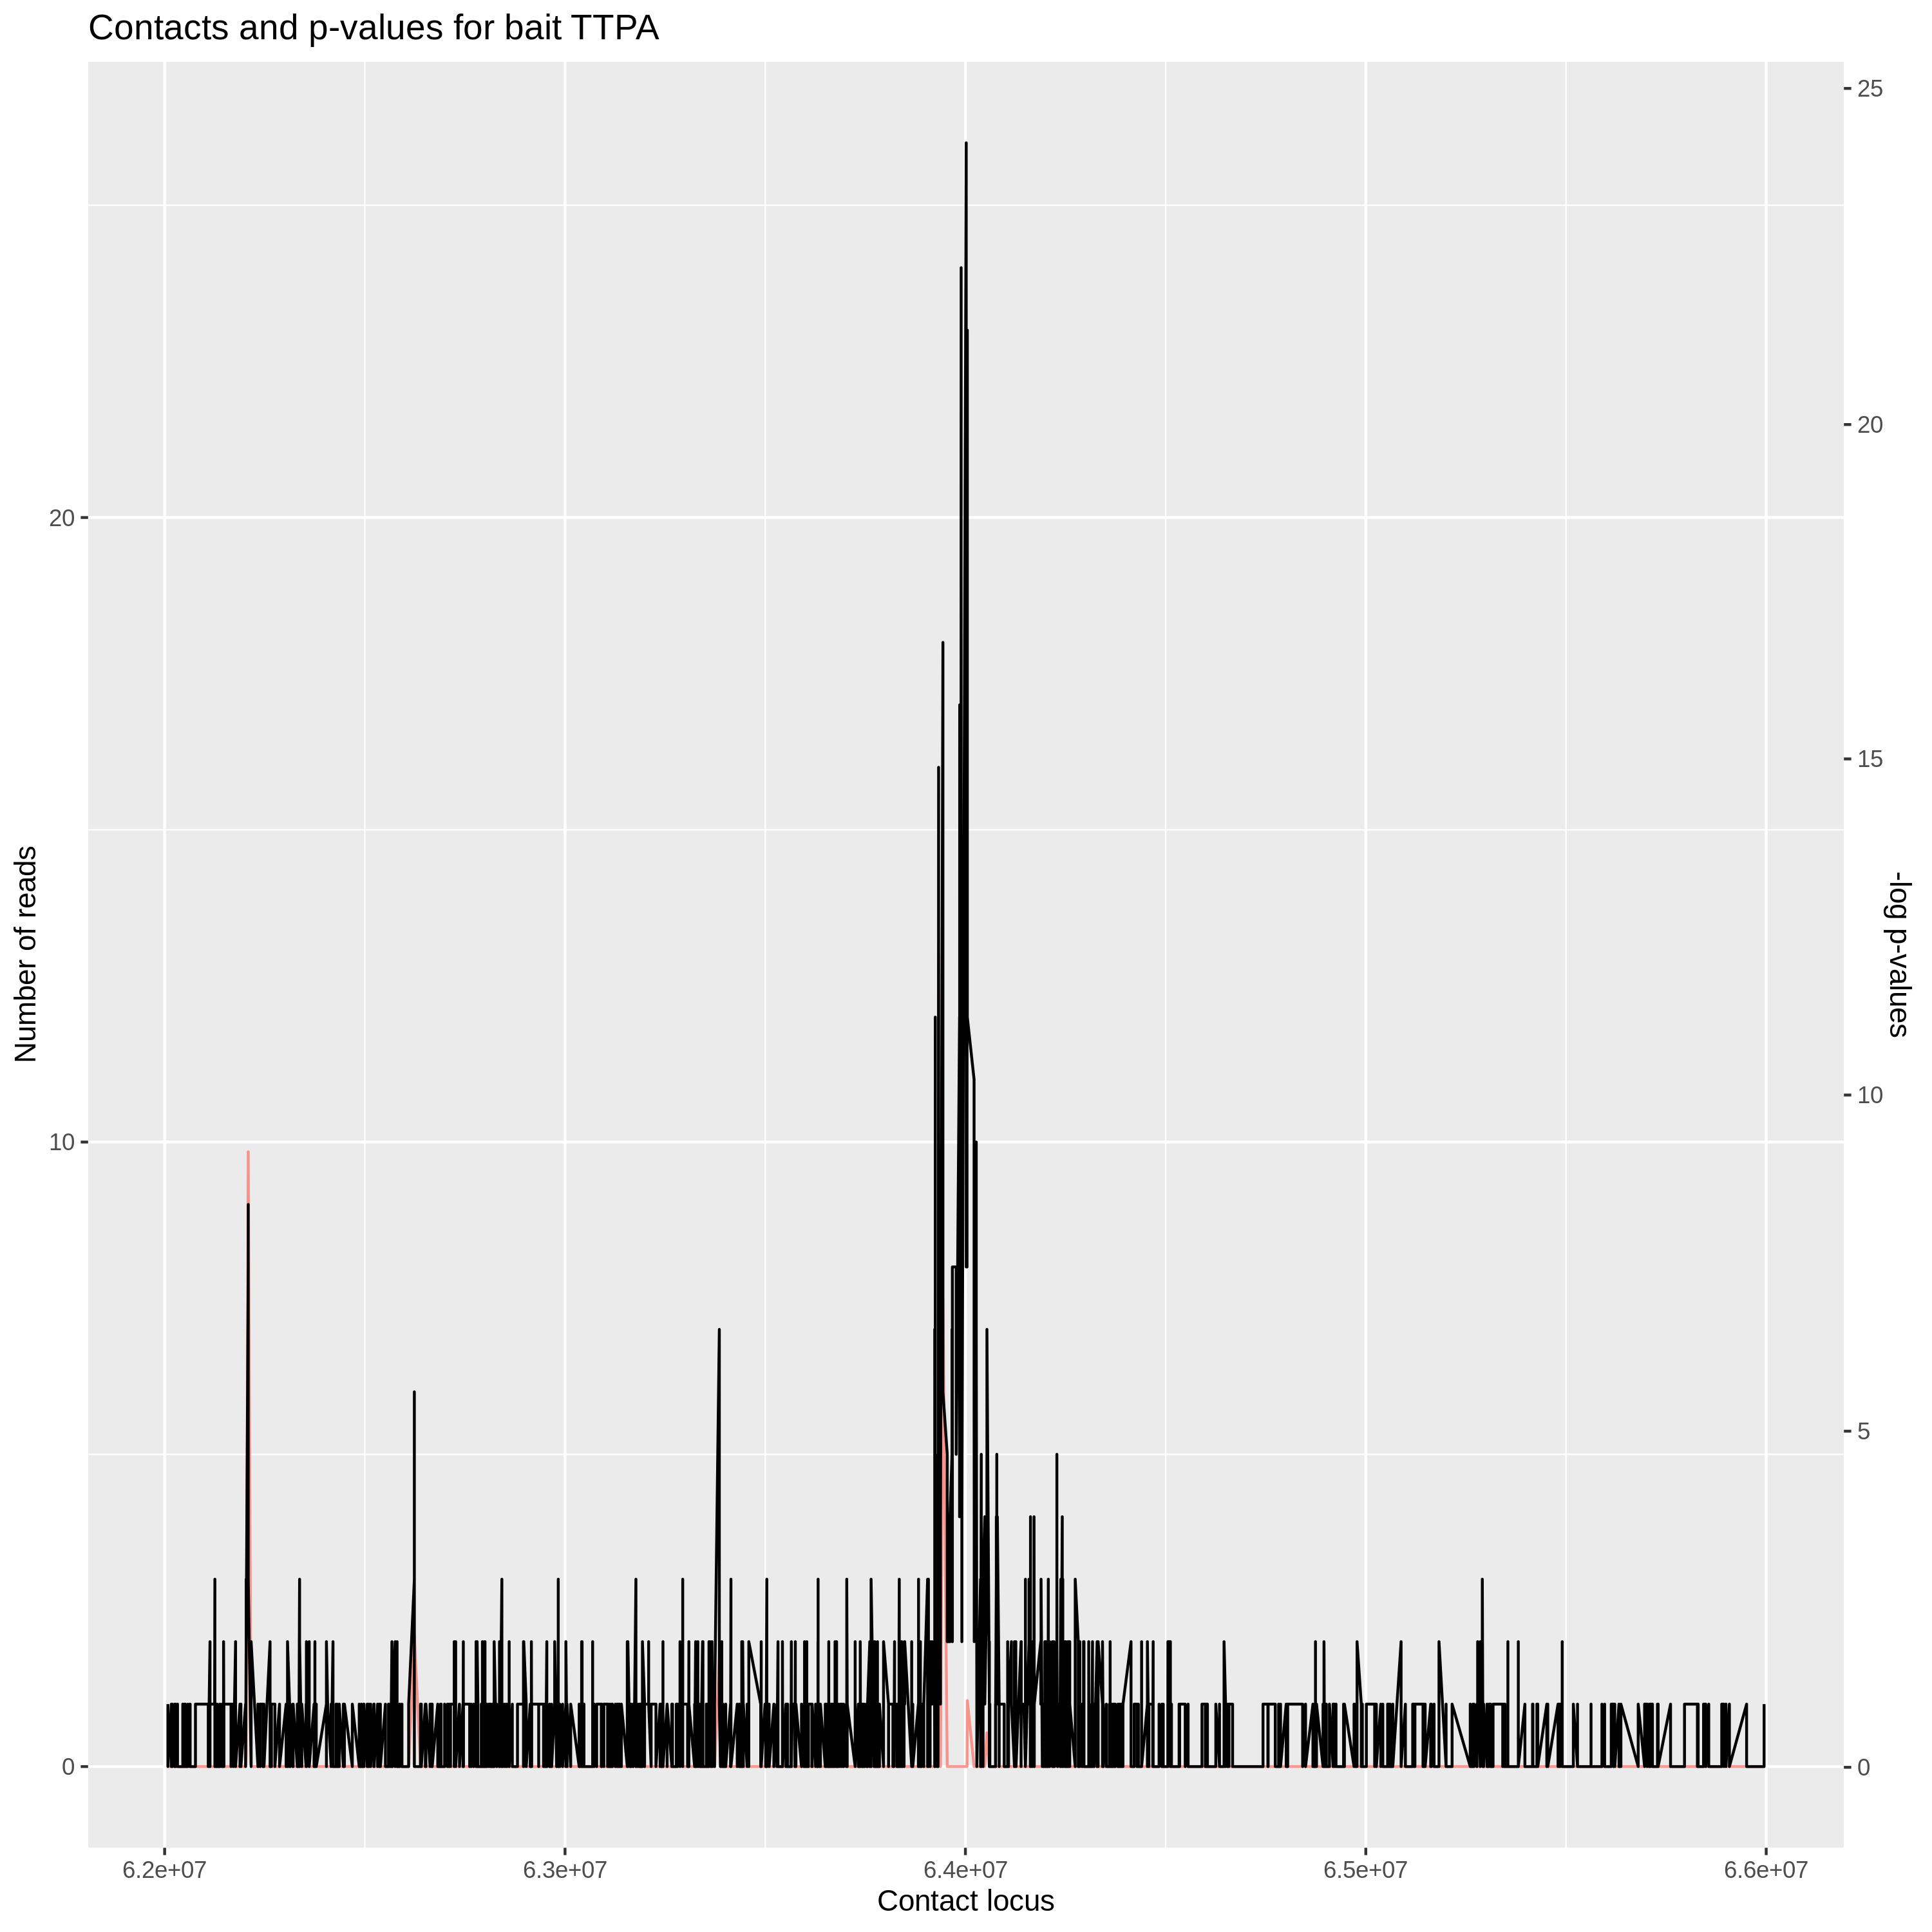 Contacts and p-values for bait TTPA
25
20
20
15
Number of reads
-log p-values
10
10
5
0
0
6.2e+07 6.3e+07 6.4e+07 6.5e+07 6.6e+07
Contact locus